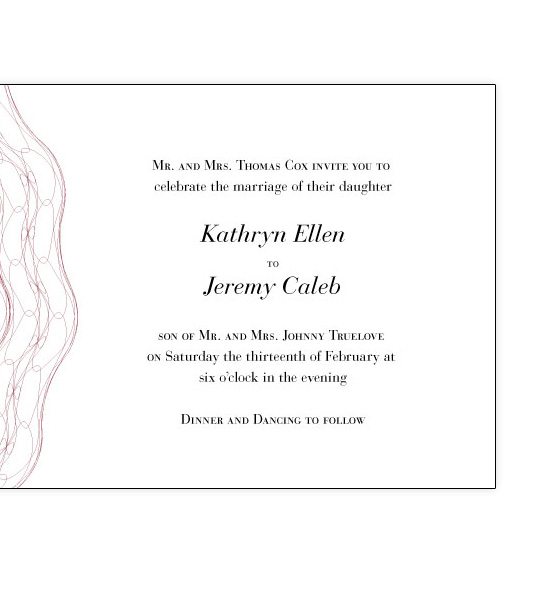 Mr. and Mrs. Thomas Cox invite you to
celebrate the marriage of their daughter
Kathryn Ellen
to
Jeremy Caleb
son of Mr. and Mrs. Johnny Truelove
on Saturday the thirteenth of February at
six o'clock in the evening
Dinner and Dancing to follow